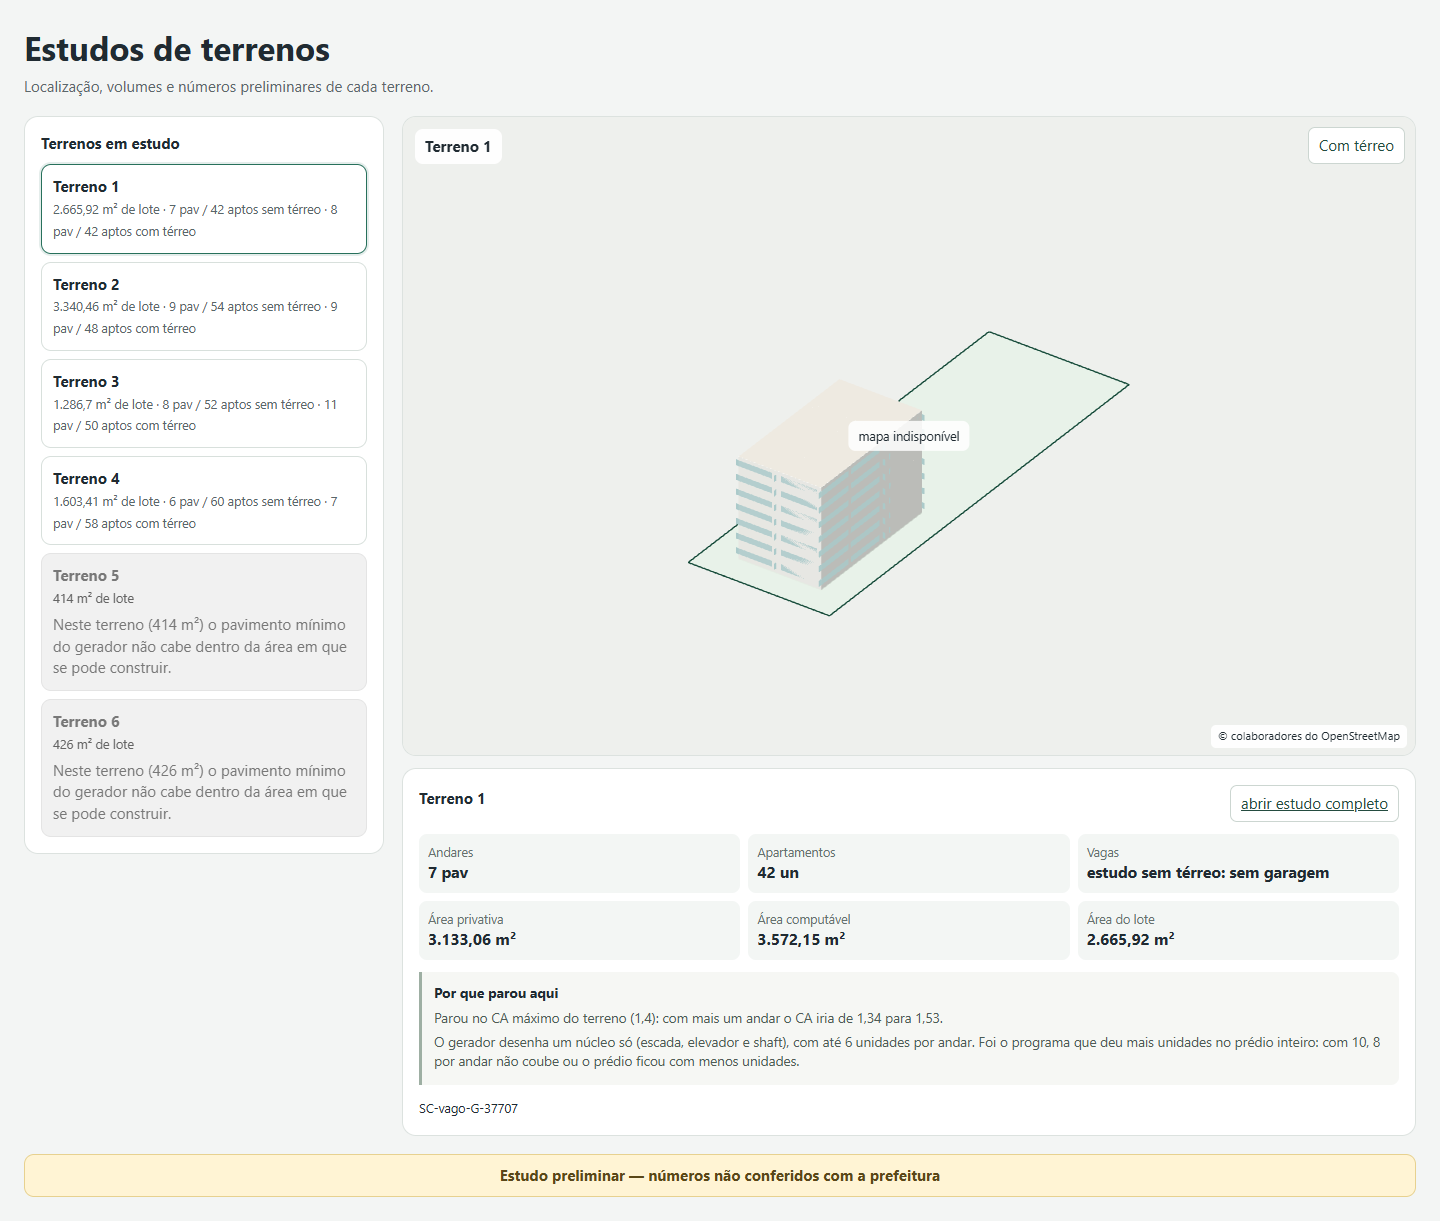 Estudos de terrenos
Localização, volumes e números preliminares de cada terreno.
Terrenos em estudo
Terreno 1
2.665,92 m² de lote · 7 pav / 42 aptos sem térreo · 8
pav / 42 aptos com térreo
Terreno 2
3.340,46 m² de lote · 9 pav / 54 aptos sem térreo · 9
pav / 48 aptos com térreo
Terreno 3
1.286,7 m² de lote · 8 pav / 52 aptos sem térreo · 11
pav / 50 aptos com térreo
Terreno 4
1.603,41 m² de lote · 6 pav / 60 aptos sem térreo · 7
pav / 58 aptos com térreo
Terreno 5
414 m² de lote
Neste terreno (414 m²) o pavimento mínimo
do gerador não cabe dentro da área em que
se pode construir.
Terreno 6
426 m² de lote
Neste terreno (426 m²) o pavimento mínimo
do gerador não cabe dentro da área em que
se pode construir.
Terreno 1
Com térreo
mapa indisponível
© colaboradores do OpenStreetMap
Terreno 1
abrir estudo completo
Andares
7 pav
Apartamentos
42 un
Vagas
estudo sem térreo: sem garagem
Área privativa
3.133,06 m²
Área computável
3.572,15 m²
Área do lote
2.665,92 m²
Por que parou aqui
Parou no CA máximo do terreno (1,4): com mais um andar o CA iria de 1,34 para 1,53.
O gerador desenha um núcleo só (escada, elevador e shaft), com até 6 unidades por andar. Foi o programa que deu mais unidades no prédio inteiro: com 10, 8
por andar não coube ou o prédio ficou com menos unidades.
SC-vago-G-37707
Estudo preliminar — números não conferidos com a prefeitura